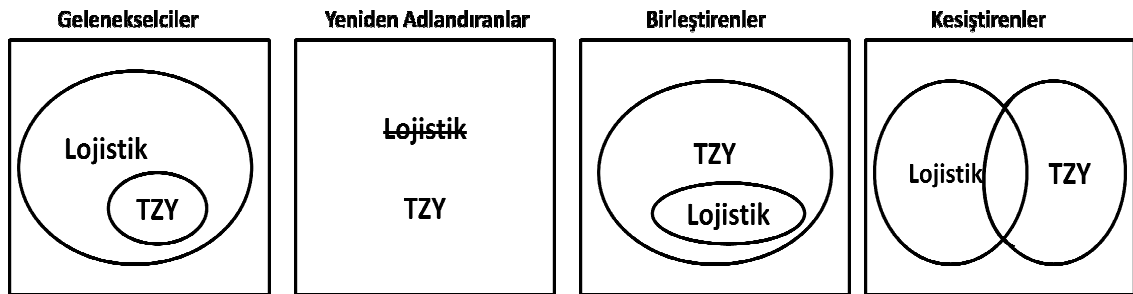 Gelenekselciler
Yeniden Adlandıranlar
Birleştirenler
Kesiştirenler
Lojistik
TZY
Lojistik
TZY
TZY
Lojistik
Lojistik
TZY